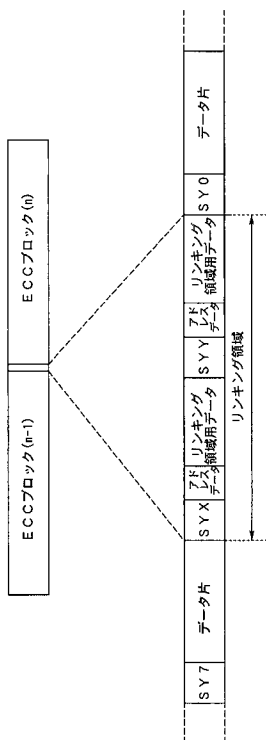 ECCブロック(n-1)
ECCブロック(n)
SY7
データ片
SYX
アド
レス
データ
リンキング
領域用データ
SYY
アド
レス
データ
リンキング
領域用データ
SY0
データ片
リンキング領域